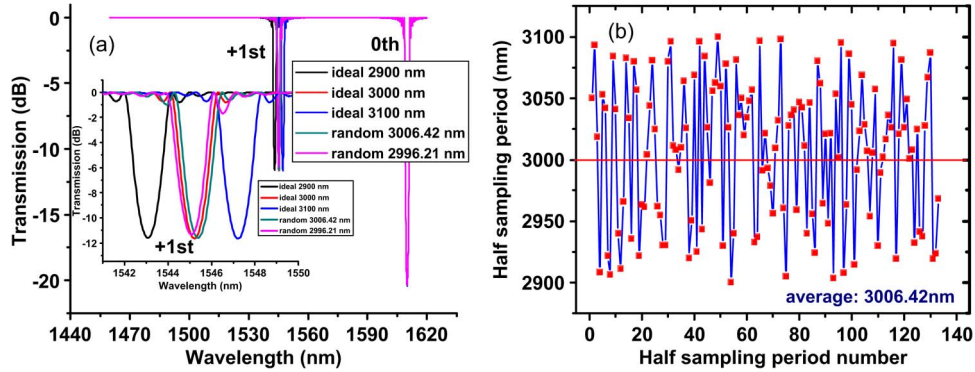 (a)
+1st
0th
ideal 2900 nm
ideal 3000 nm
ideal 3100 nm
random 3006.42 nm
random 2996.21 nm
Transmission (dB)
0
-5
-10
-15
-20
1440
1470
1500
1530
1560
1590
1620
Wavelength (nm)
Transmission (dB)
0
-2
-4
-6
-8
-10
-12
ideal 2900 nm
ideal 3000 nm
ideal 3100 nm
random 3006.42 nm
random 2996.21 nm
+1st
1542
1544
1546
1548
1550
Wavelength (nm)
(b)
Half sampling period (nm)
3100
3050
3000
2950
2900
average: 3006.42nm
0
20
40
60
80
100
120
140
Half sampling period number